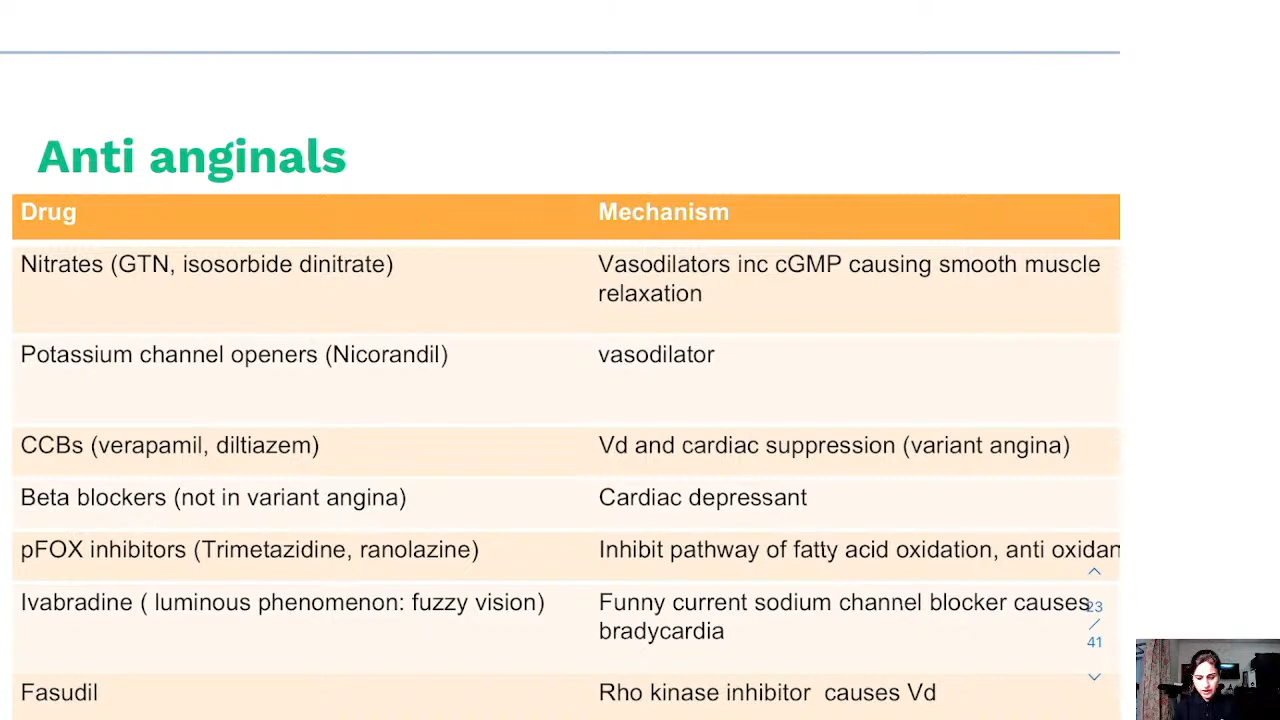 Anti anginals
Drug
Mechanism
Nitrates (GTN, isosorbide dinitrate)
Vasodilators inc cGMP causing smooth muscle
relaxation
Potassium channel openers (Nicorandil)
vasodilator
CCBs (verapamil, diltiazem)
Vd and cardiac suppression (variant angina)
Beta blockers (not in variant angina)
Cardiac depressant
pFOX inhibitors (Trimetazidine, ranolazine)
Inhibit pathway of fatty acid oxidation, anti oxidan
Ivabradine ( luminous phenomenon: fuzzy vision)
Funny current sodium channel blocker causes
bradycardia
Fasudil
Rho kinase inhibitor causes Vd
23
/
41